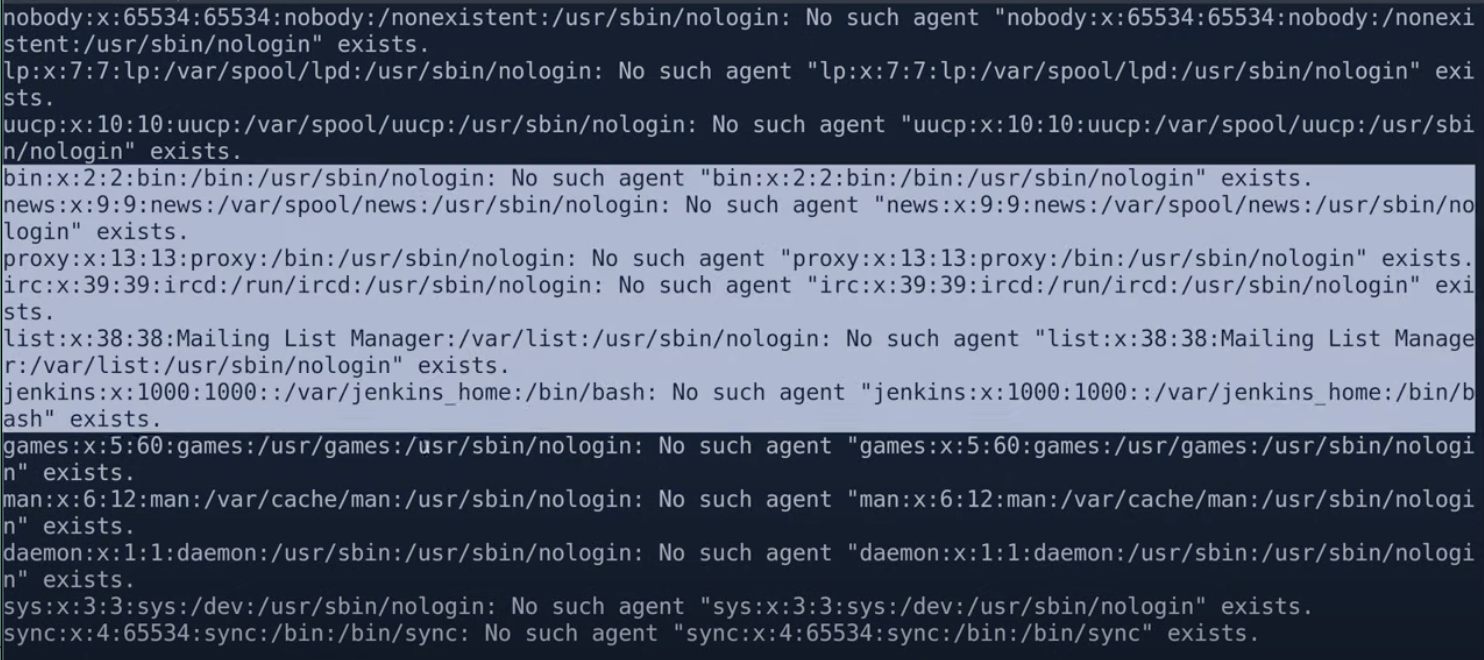 nobody:x:65534:65534:nobody:/nonexistent:/usr/sbin/nologin: No such agent "nobody:x:65534:65534:nobody:/nonexi
stent:/usr/sbin/nologin" exists.
lp:x:7:7:lp:/var/spool/lpd:/usr/sbin/nologin: No such agent "lp:x:7:7:lp:/var/spool/lpd:/usr/sbin/nologin" exi
sts.
uucp:x:10:10:uucp:/var/spool/uucp:/usr/sbin/nologin: No such agent "uucp:x:10:10:uucp:/var/spool/uucp:/usr/sbi
n/nologin" exists.
bin:x:2:2:bin:/bin:/usr/sbin/nologin: No such agent "bin:x:2:2:bin:/bin:/usr/sbin/nologin" exists.
news:x:9:9:news:/var/spool/news:/usr/sbin/nologin: No such agent "news:x:9:9:news:/var/spool/news:/usr/sbin/no
login" exists.
proxy:x:13:13:proxy:/bin:/usr/sbin/nologin: No such agent "proxy:x:13:13:proxy:/bin:/usr/sbin/nologin" exists.
irc:x:39:39:ircd:/run/ircd:/usr/sbin/nologin: No such agent "irc:x:39:39:ircd:/run/ircd:/usr/sbin/nologin" exi
sts.
list:x:38:38:Mailing List Manager:/var/list:/usr/sbin/nologin: No such agent "list:x:38:38:Mailing List Manage
r:/var/list:/usr/sbin/nologin" exists.
jenkins:x:1000:1000::/var/jenkins_home:/bin/bash: No such agent "jenkins:x:1000:1000::/var/jenkins_home:/bin/b
ash" exists.
games:x:5:60:games:/usr/games:/usr/sbin/nologin: No such agent "games:x:5:60:games:/usr/games:/usr/sbin/nologi
n" exists.
man:x:6:12:man:/var/cache/man:/usr/sbin/nologin: No such agent "man:x:6:12:man:/var/cache/man:/usr/sbin/nologi
n" exists.
daemon:x:1:1:daemon:/usr/sbin:/usr/sbin/nologin: No such agent "daemon:x:1:1:daemon:/usr/sbin:/usr/sbin/nologi
n" exists.
sys:x:3:3:sys:/dev:/usr/sbin/nologin: No such agent "sys:x:3:3:sys:/dev:/usr/sbin/nologin" exists.
sync:x:4:65534:sync:/bin:/bin/sync: No such agent "sync:x:4:65534:sync:/bin:/bin/sync" exists.